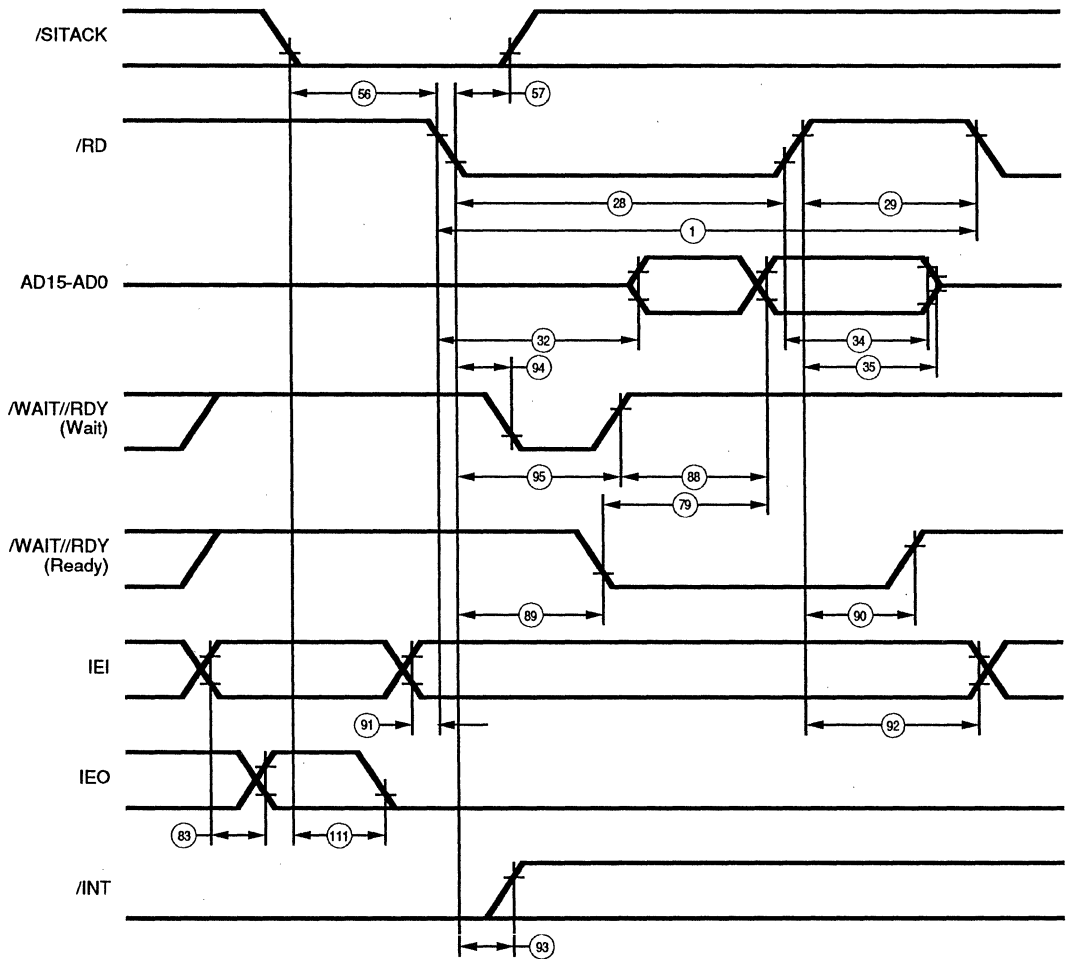 /SITACK
56
57
/RD
28
29
1
AD15-AD0
32
34
94
35
/WAIT//RDY
(Wait)
95
88
79
/WAIT//RDY
(Ready)
89
90
IEI
91
92
IEO
83
111
/INT
93